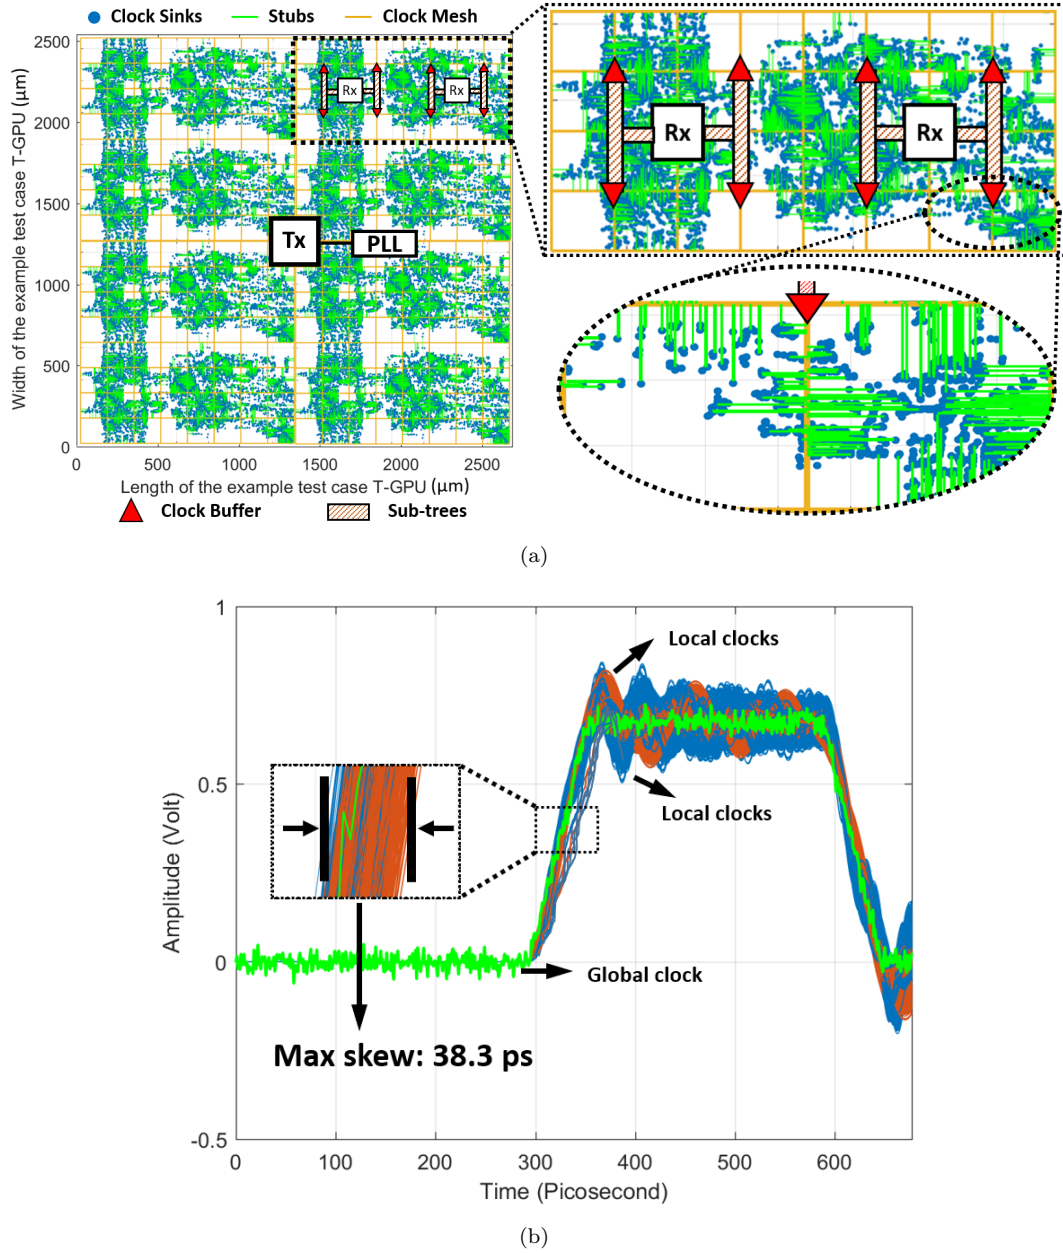 Clock Sinks Stubs Clock Mesh
2500
2000
1500
1000
500
0
Width of the example test case T-GPU (μm)
0 500 1000 1500 2000 2500
Length of the example test case T-GPU (μm)
Rx Rx
Tx PLL
Clock Buffer Sub-trees
Rx Rx
(a)
1
0.5
0
-0.5
Amplitude (Volt)
Local clocks
Local clocks
Global clock
Max skew: 38.3 ps
0 100 200 300 400 500 600
Time (Picosecond)
(b)